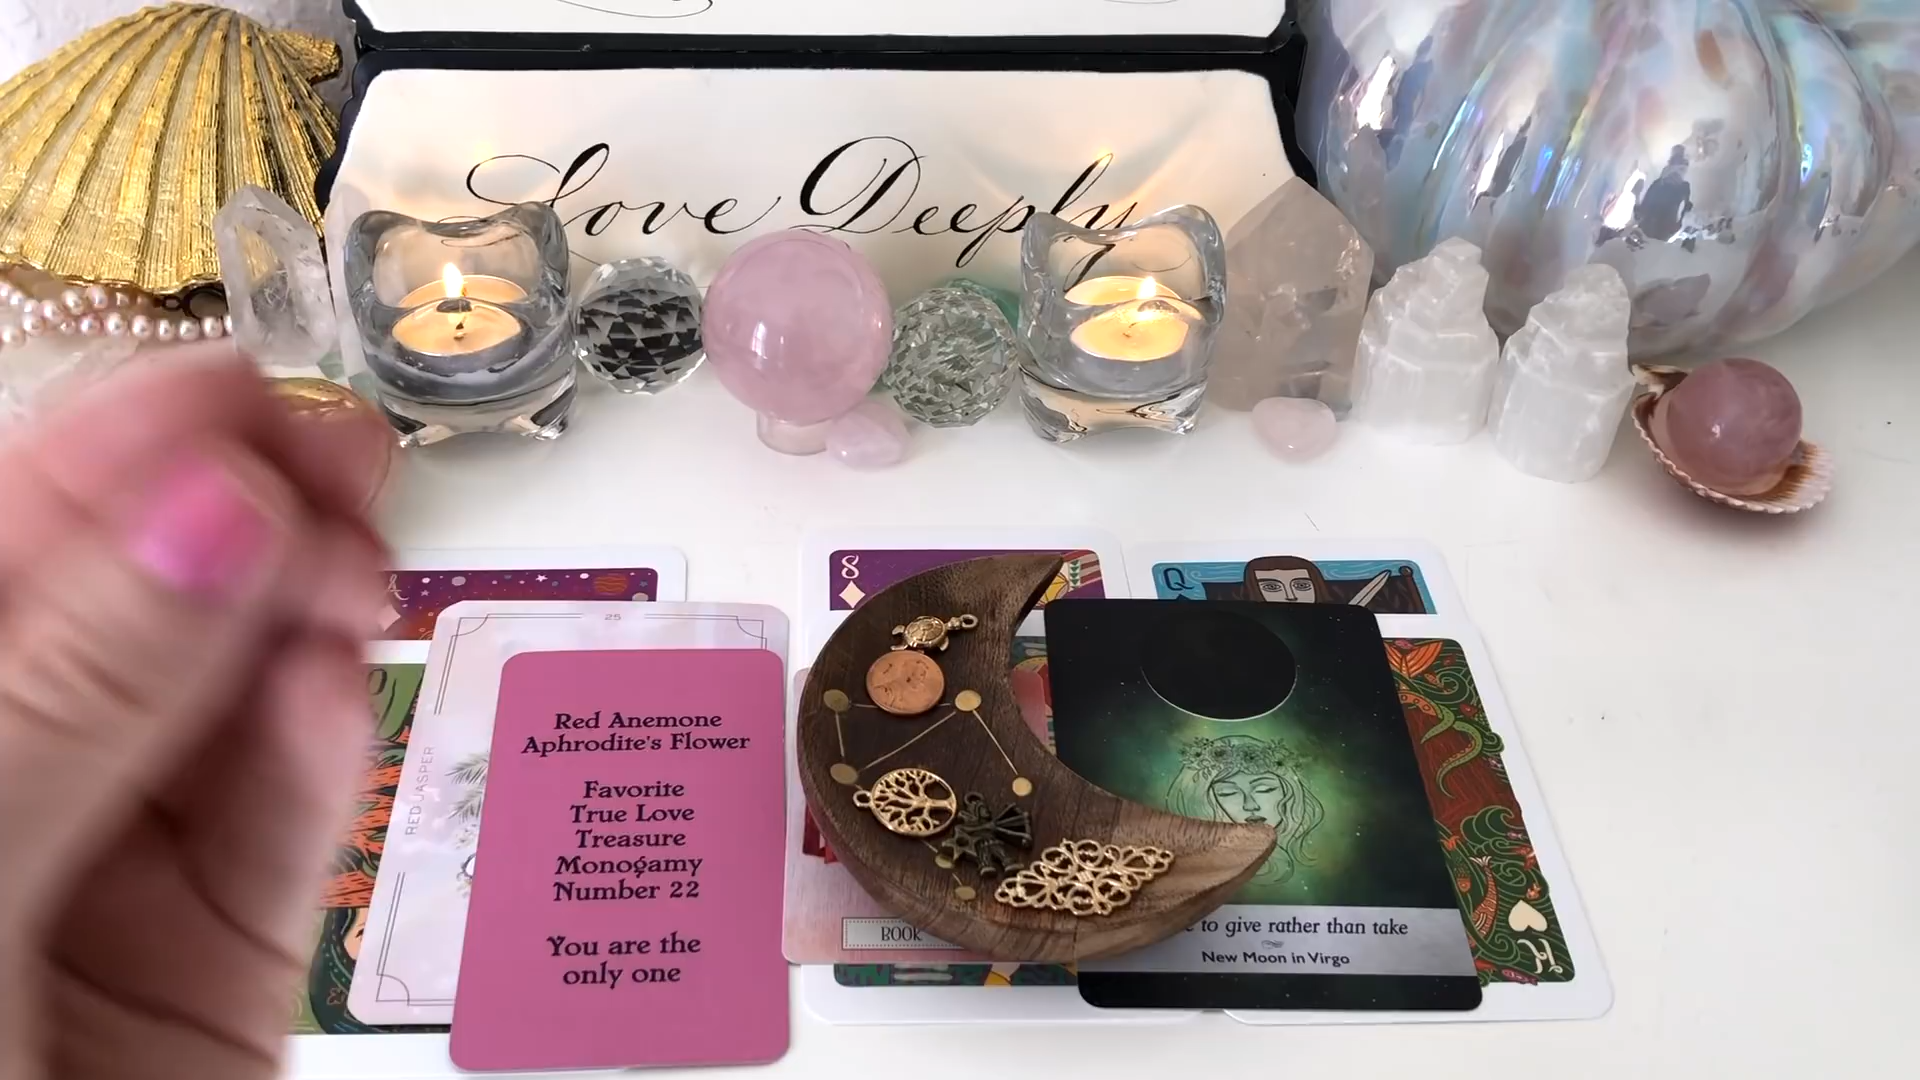 Love Deeply
8
Q
A
25
RED JASPER
Red Anemone
Aphrodite's Flower
Favorite
True Love
Treasure
Monogamy
Number 22
You are the
only one
BOOK
to give rather than take
New Moon in Virgo